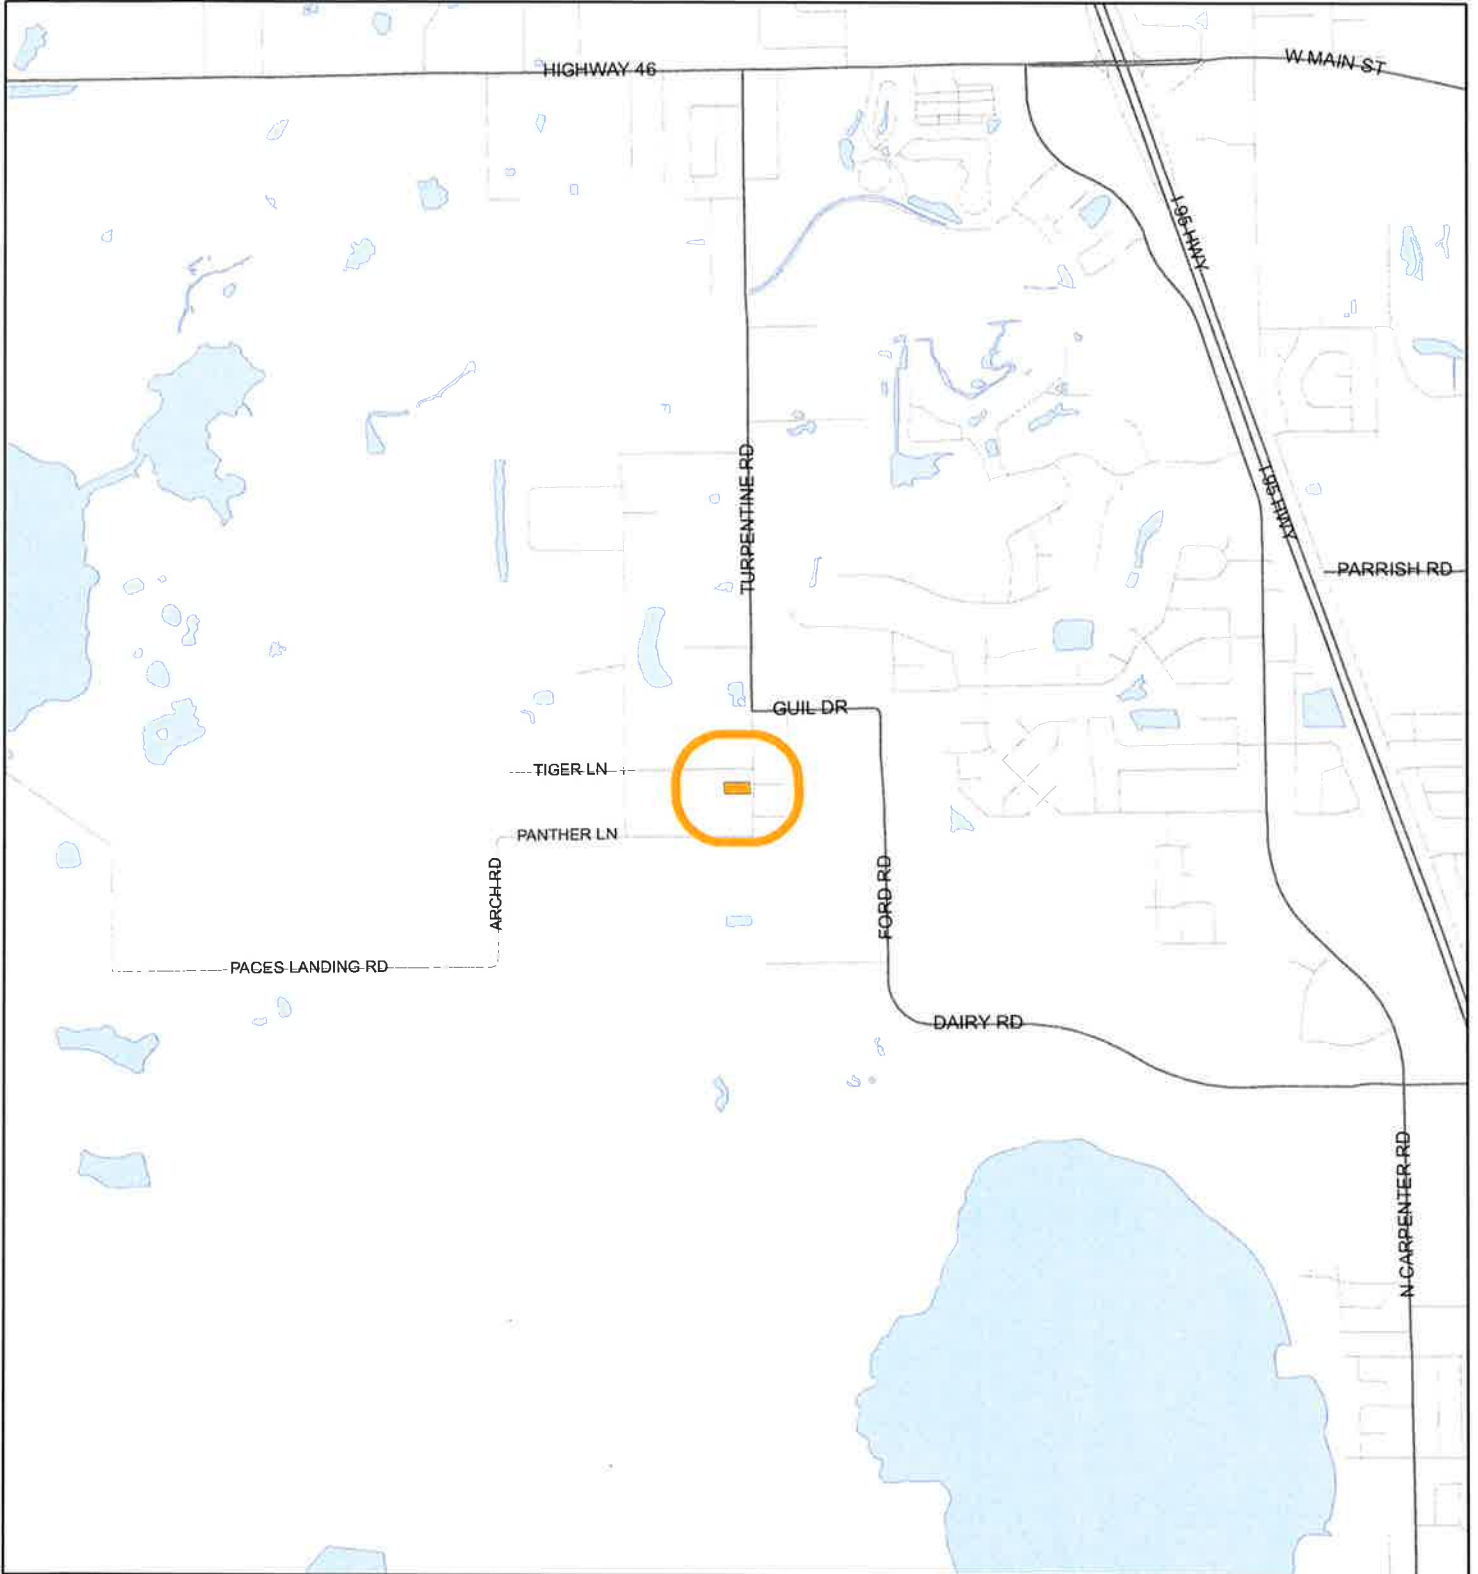 HIGHWAY 46
W MAIN ST
I 95 HWY
TURPENTINE RD
I 95 HWY
PARRISH RD
GUIL DR
TIGER LN
PANTHER LN
ARCH RD
FORD RD
PACES LANDING RD
DAIRY RD
N CARPENTER RD